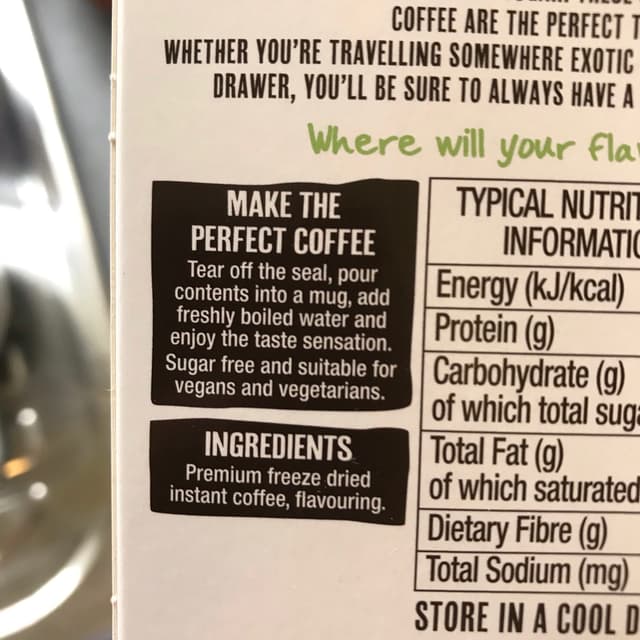 COFFEE ARE THE PERFECT
WHETHER YOU'RE TRAVELLING SOMEWHERE EXOTIC
DRAWER, YOU'LL BE SURE TO ALWAYS HAVE A
Where will your
MAKE THE
PERFECT COFFEE
Tear off the seal, pour
contents into a mug, add
freshly boiled water and
enjoy the taste sensation.
Sugar free and suitable for
vegans and vegetarians.
INGREDIENTS
Premium freeze dried
instant coffee, flavouring.
TYPICAL
Energy (kJ/kcal)
Protein (g)
Carbohydrate (g)
of which total
Total Fat (g)
of which saturated
Dietary Fibre (g)
Total Sodium (mg)
STORE IN A COOL